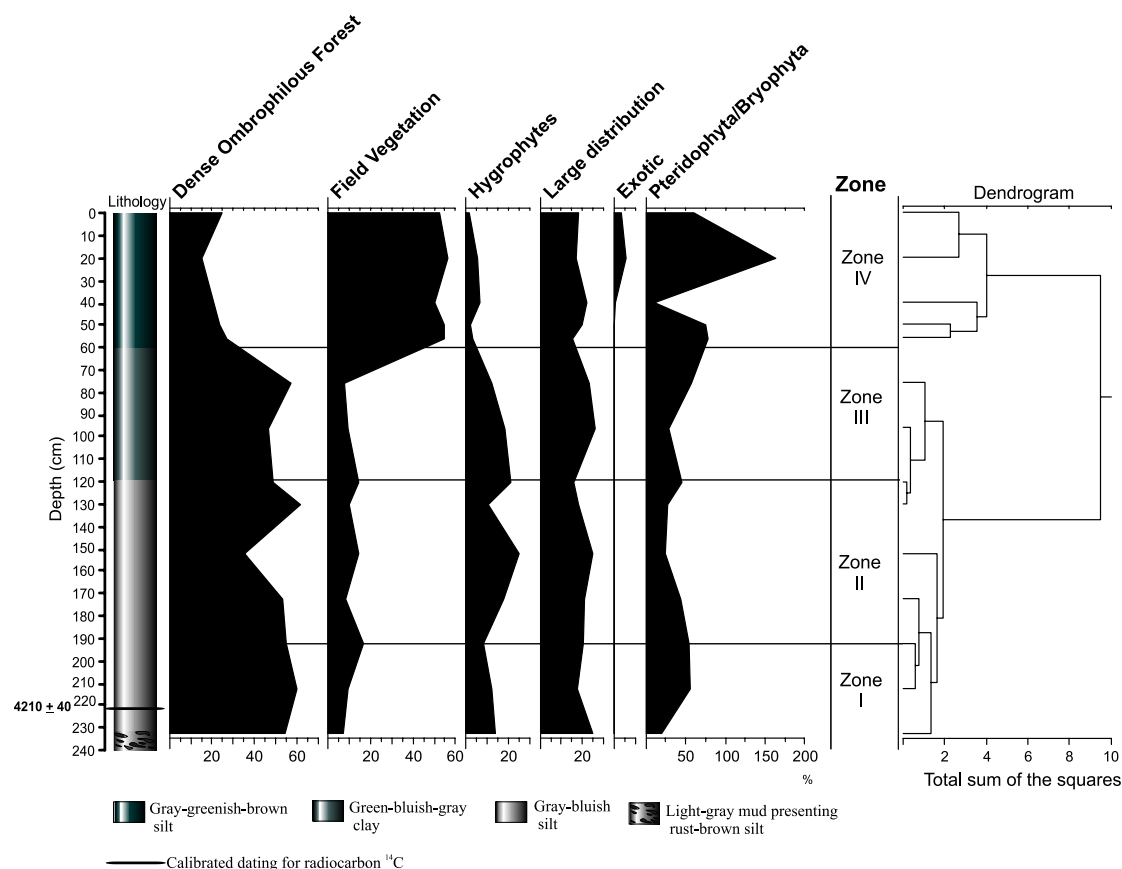 Dense Ombrophilous Forest
Field Vegetation
Hygrophytes
Large distribution
Exotic
Pteridophyta/Bryophyta
Zone
Dendrogram
Lithology
Depth (cm)
0
10
20
30
40
50
60
70
80
90
100
110
120
130
140
150
160
170
180
190
200
210
220
230
240
4210 ± 40
Zone
IV
Zone
III
Zone
II
Zone
I
20 40 60
20 40 60
20
20
50 100 150 200
%
2 4 6 8 10
Total sum of the squares
Gray-greenish-brown
silt
Green-bluish-gray
clay
Gray-bluish
silt
Light-gray mud presenting
rust-brown silt
Calibrated dating for radiocarbon 14C